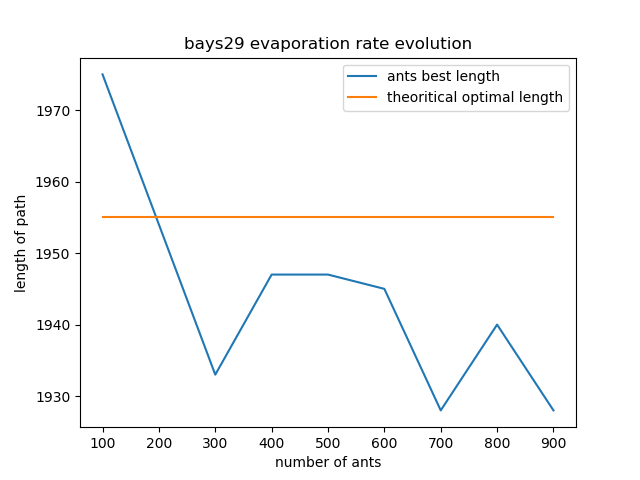 bays29 evaporation rate evolution
ants best length
theoritical optimal length
length of path
1970
1960
1950
1940
1930
100 200 300 400 500 600 700 800 900
number of ants